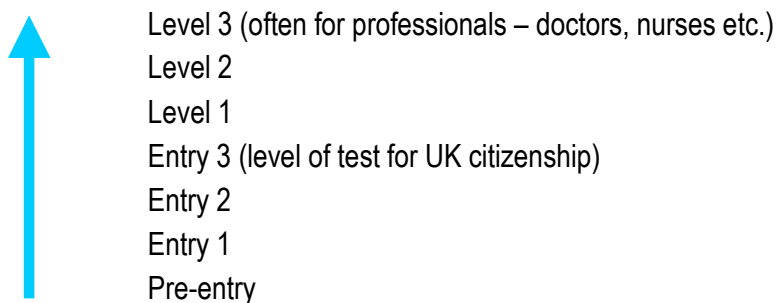 Level 3 (often for professionals – doctors, nurses etc.)
Level 2
Level 1
Entry 3 (level of test for UK citizenship)
Entry 2
Entry 1
Pre-entry